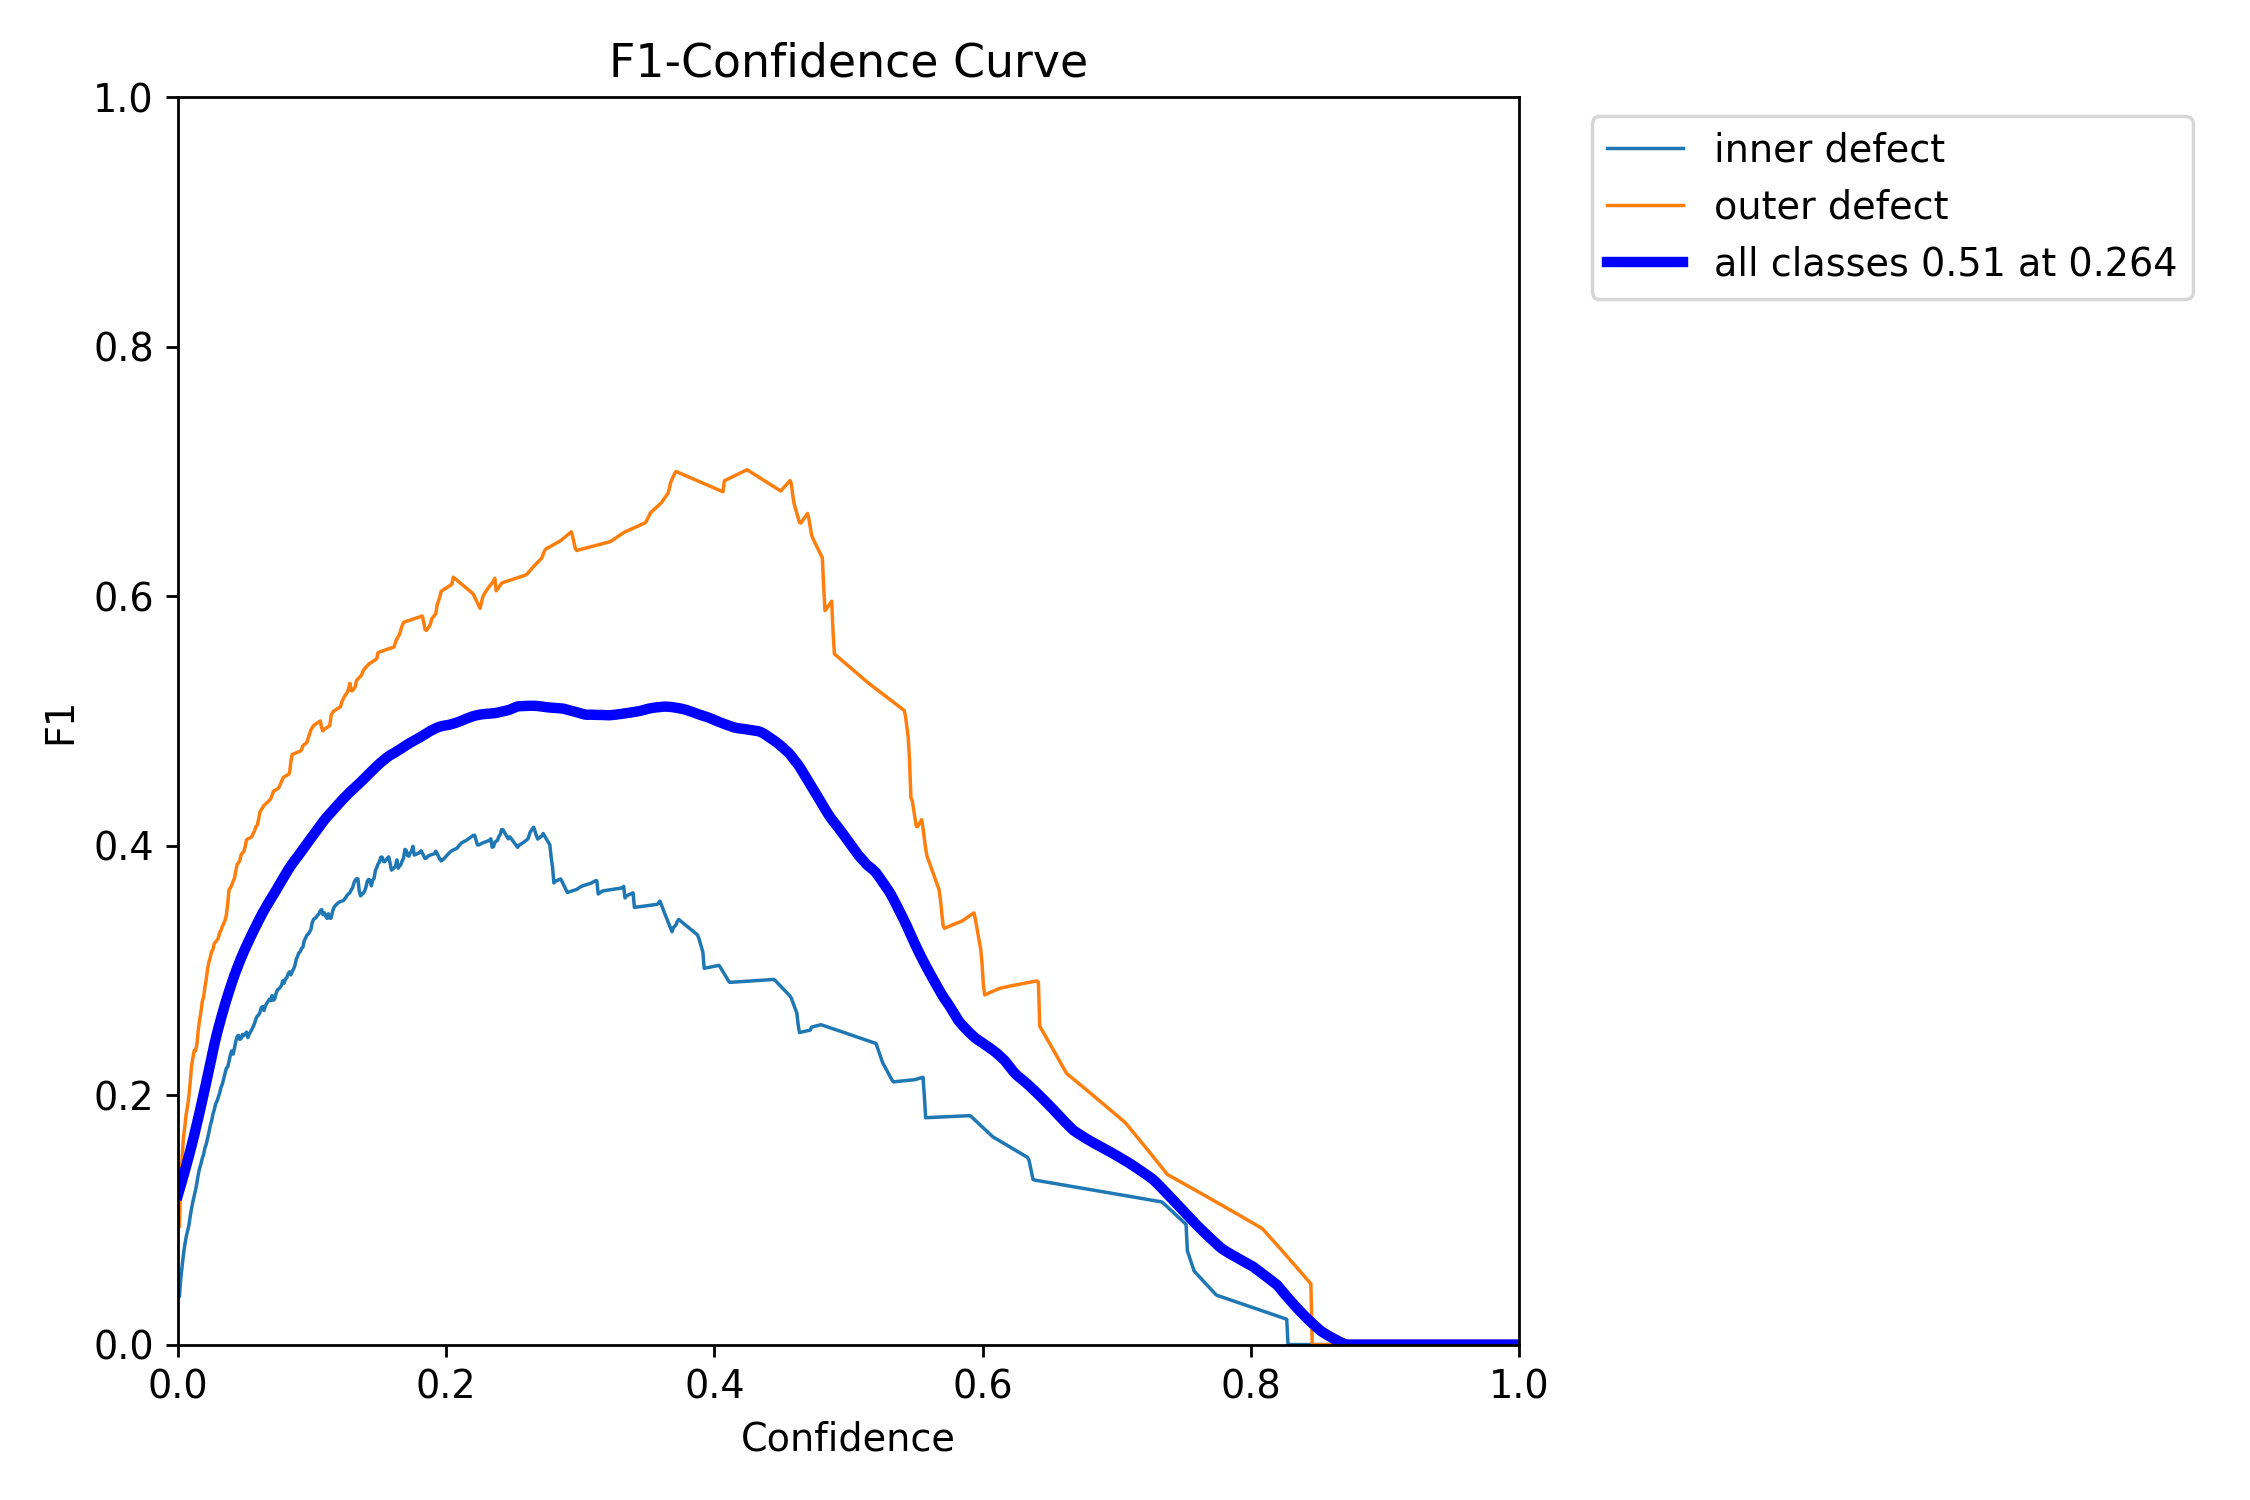 F1-Confidence Curve
inner defect
outer defect
all classes 0.51 at 0.264
F1
1.0
0.8
0.6
0.4
0.2
0.0
0.0 0.2 0.4 0.6 0.8 1.0
Confidence